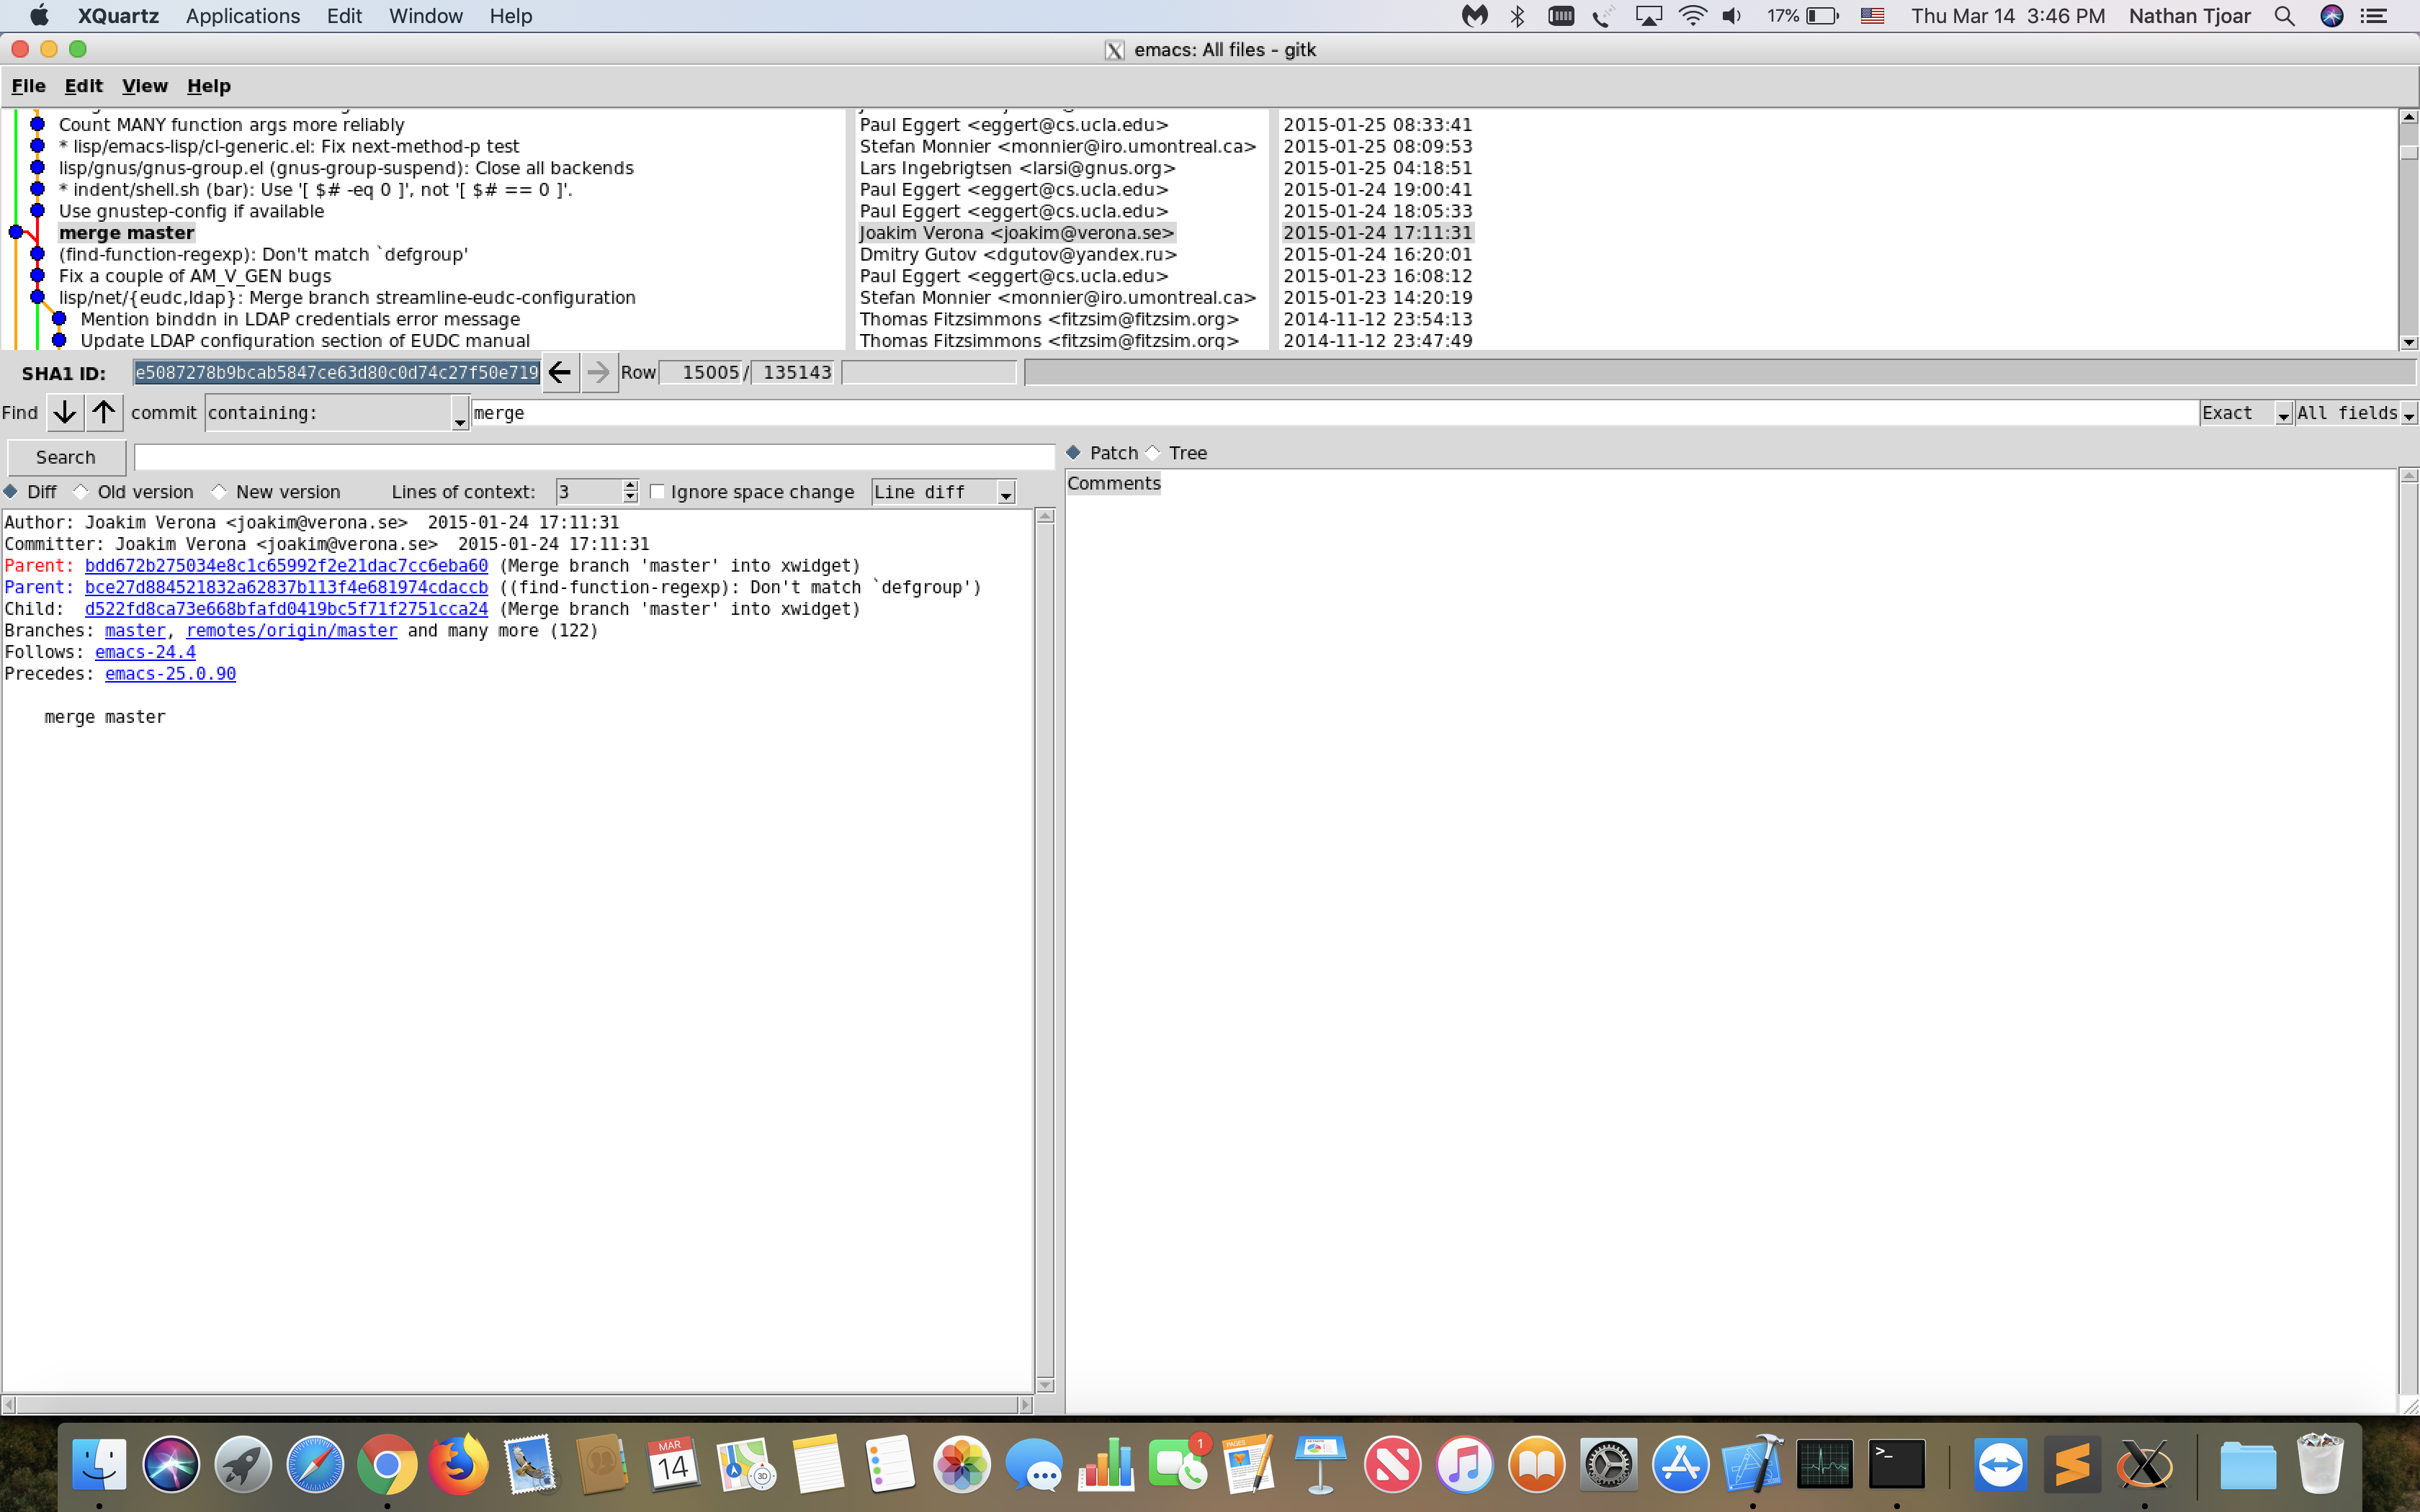 XQuartz Applications Edit Window Help 17% Thu Mar 14 3:46 PM Nathan Tjoar
emacs: All files - gitk
File Edit View Help
Count MANY function args more reliably Paul Eggert <eggert@cs.ucla.edu> 2015-01-25 08:33:41
* lisp/emacs-lisp/cl-generic.el: Fix next-method-p test Stefan Monnier <monnier@iro.umontreal.ca> 2015-01-25 08:09:53
lisp/gnus/gnus-group.el (gnus-group-suspend): Close all backends Lars Ingebrigtsen <larsi@gnus.org> 2015-01-25 04:18:51
* indent/shell.sh (bar): Use '[ $# -eq 0 ]', not '[ $# == 0 ]'. Paul Eggert <eggert@cs.ucla.edu> 2015-01-24 19:00:41
Use gnustep-config if available Paul Eggert <eggert@cs.ucla.edu> 2015-01-24 18:05:33
merge master Joakim Verona <joakim@verona.se> 2015-01-24 17:11:31
(find-function-regexp): Don't match `defgroup' Dmitry Gutov <dgutov@yandex.ru> 2015-01-24 16:20:01
Fix a couple of AM_V_GEN bugs Paul Eggert <eggert@cs.ucla.edu> 2015-01-23 16:08:12
lisp/net/{eudc,ldap}: Merge branch streamline-eudc-configuration Stefan Monnier <monnier@iro.umontreal.ca> 2015-01-23 14:20:19
Mention binddn in LDAP credentials error message Thomas Fitzsimmons <fitzsim@fitzsim.org> 2014-11-12 23:54:13
Update LDAP configuration section of EUDC manual Thomas Fitzsimmons <fitzsim@fitzsim.org> 2014-11-12 23:47:49
SHA1 ID: e5087278b9bcab5847ce63d80c0d74c27f50e719 Row 15005 / 135143
Find commit containing: merge Exact All fields
Search Patch Tree
Diff Old version New version Lines of context: 3 Ignore space change Line diff
Comments
Author: Joakim Verona <joakim@verona.se> 2015-01-24 17:11:31
Committer: Joakim Verona <joakim@verona.se> 2015-01-24 17:11:31
Parent: bdd672b275034e8c1c65992f2e21dac7cc6eba60 (Merge branch 'master' into xwidget)
Parent: bce27d884521832a62837b113f4e681974cdaccb ((find-function-regexp): Don't match `defgroup')
Child: d522fd8ca73e668bfafd0419bc5f71f2751cca24 (Merge branch 'master' into xwidget)
Branches: master, remotes/origin/master and many more (122)
Follows: emacs-24.4
Precedes: emacs-25.0.90
merge master
MAR
14
3D
1
PAGES
>_